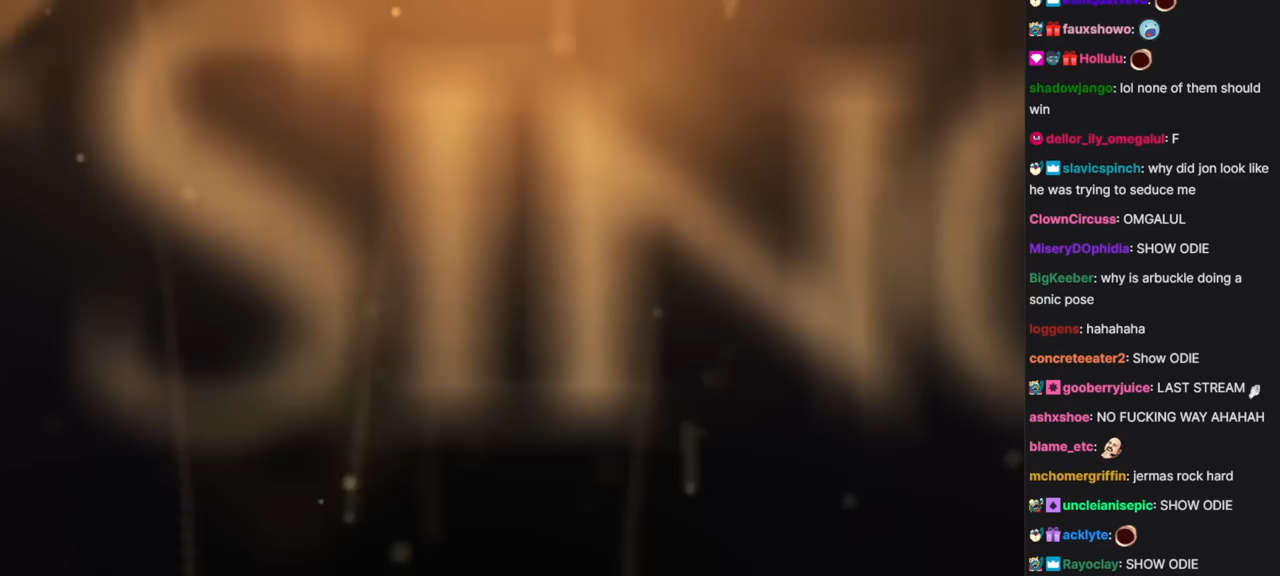 SING
fauxshowo:
Hollulu:
shadowjango: lol none of them should
win
dellor_ily_omegalul: F
slavicspinch: why did jon look like
he was trying to seduce me
ClownCircuss: OMGALUL
MiseryDOphidia: SHOW ODIE
BigKeeber: why is arbuckle doing a
sonic pose
loggens: hahahaha
concreteeater2: Show ODIE
gooberryjuice: LAST STREAM
ashxshoe: NO FUCKING WAY AHAHAH
blame_etc:
mchomergriffin: jermas rock hard
uncleianisepic: SHOW ODIE
acklyte:
Rayoclay: SHOW ODIE